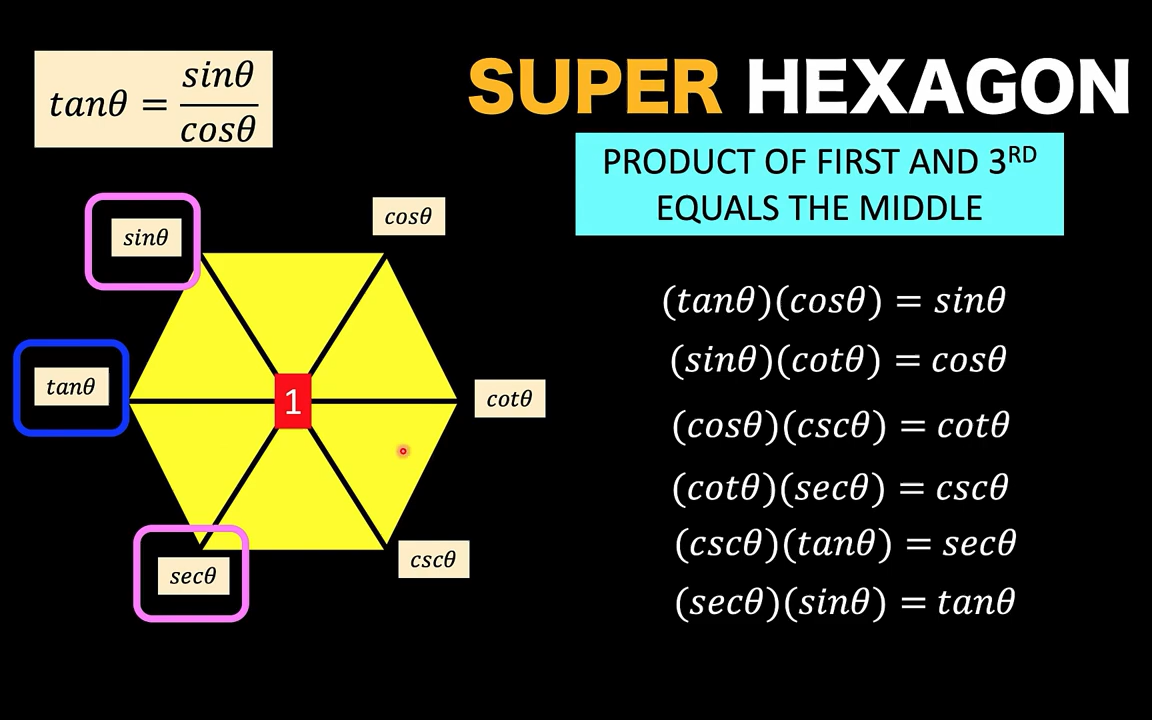 tanθ = sinθ/cosθ
SUPER HEXAGON
PRODUCT OF FIRST AND 3RD
EQUALS THE MIDDLE
sinθ
cosθ
tanθ
1
cotθ
secθ
cscθ
(tanθ)(cosθ) = sinθ
(sinθ)(cotθ) = cosθ
(cosθ)(cscθ) = cotθ
(cotθ)(secθ) = cscθ
(cscθ)(tanθ) = secθ
(secθ)(sinθ) = tanθ